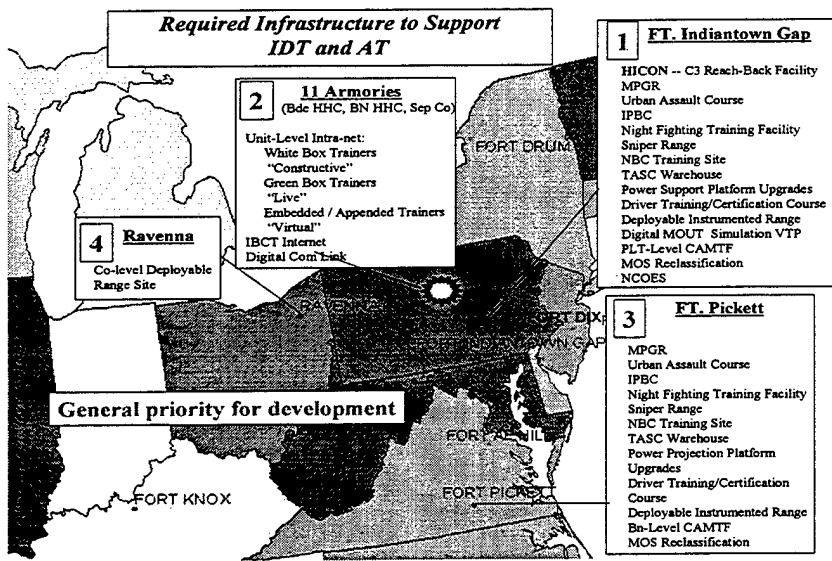 Required Infrastructure to Support
IDT and AT
1 FT. Indiantown Gap
HICON -- C3 Reach-Back Facility
MPGR
Urban Assault Course
IPBC
Night Fighting Training Facility
Sniper Range
NBC Training Site
TASC Warehouse
Power Support Platform Upgrades
Driver Training/Certification Course
Deployable Instrumented Range
Digital MOUT Simulation VTP
PLT-Level CAMTF
MOS Reclassification
NCOES
2 11 Armories
(Bde HHC, BN HHC, Sep Co)
Unit-Level Intra-net:
White Box Trainers
"Constructive"
Green Box Trainers
"Live"
Embedded / Appended Trainers
"Virtual"
IBCT Internet
Digital Com Link
4 Ravenna
Co-level Deployable
Range Site
3 FT. Pickett
MPGR
Urban Assault Course
IPBC
Night Fighting Training Facility
Sniper Range
NBC Training Site
TASC Warehouse
Power Projection Platform
Upgrades
Driver Training/Certification
Course
Deployable Instrumented Range
Bn-Level CAMTF
MOS Reclassification
General priority for development
FORT DRUM
RAVENNA
FORT DIX
TOWN GAP
FORT AP HILL
FORT PICKETT
FORT KNOX